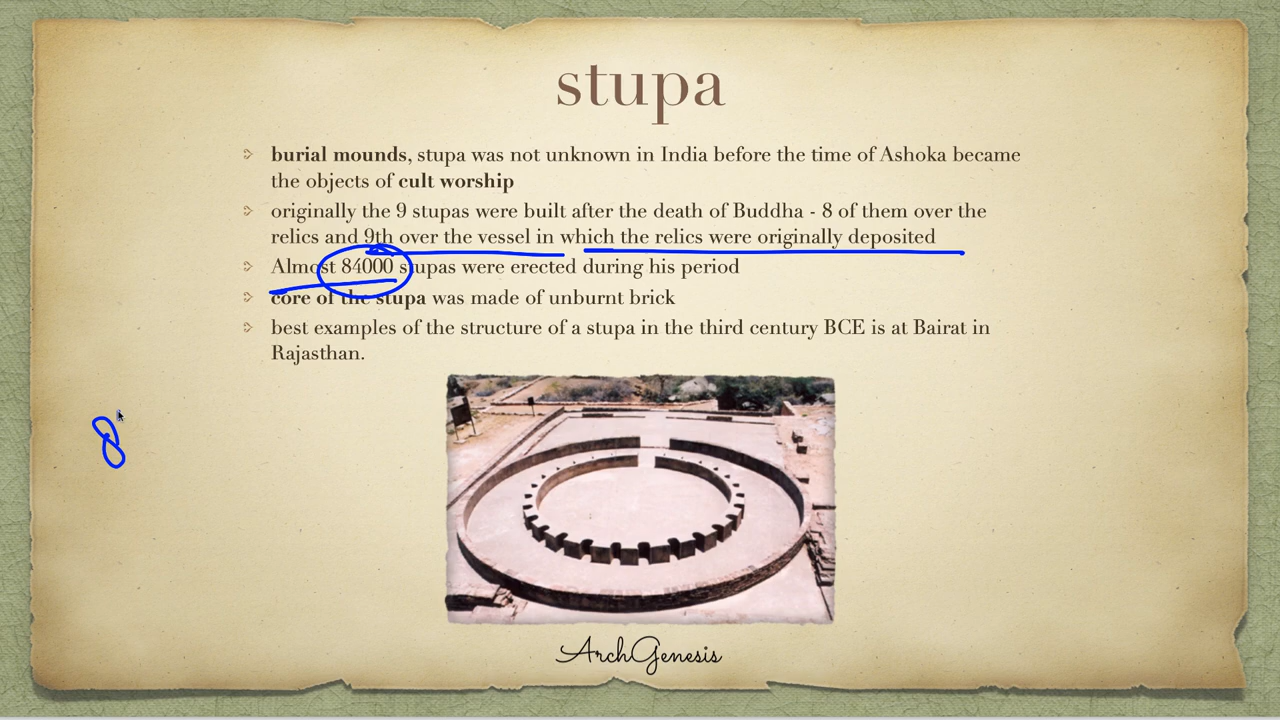 stupa
burial mounds, stupa was not unknown in India before the time of Ashoka became
the objects of cult worship
originally the 9 stupas were built after the death of Buddha - 8 of them over the
relics and 9th over the vessel in which the relics were originally deposited
Almost 84000 stupas were erected during his period
core of the stupa was made of unburnt brick
best examples of the structure of a stupa in the third century BCE is at Bairat in
Rajasthan.
8
ArchGenesis